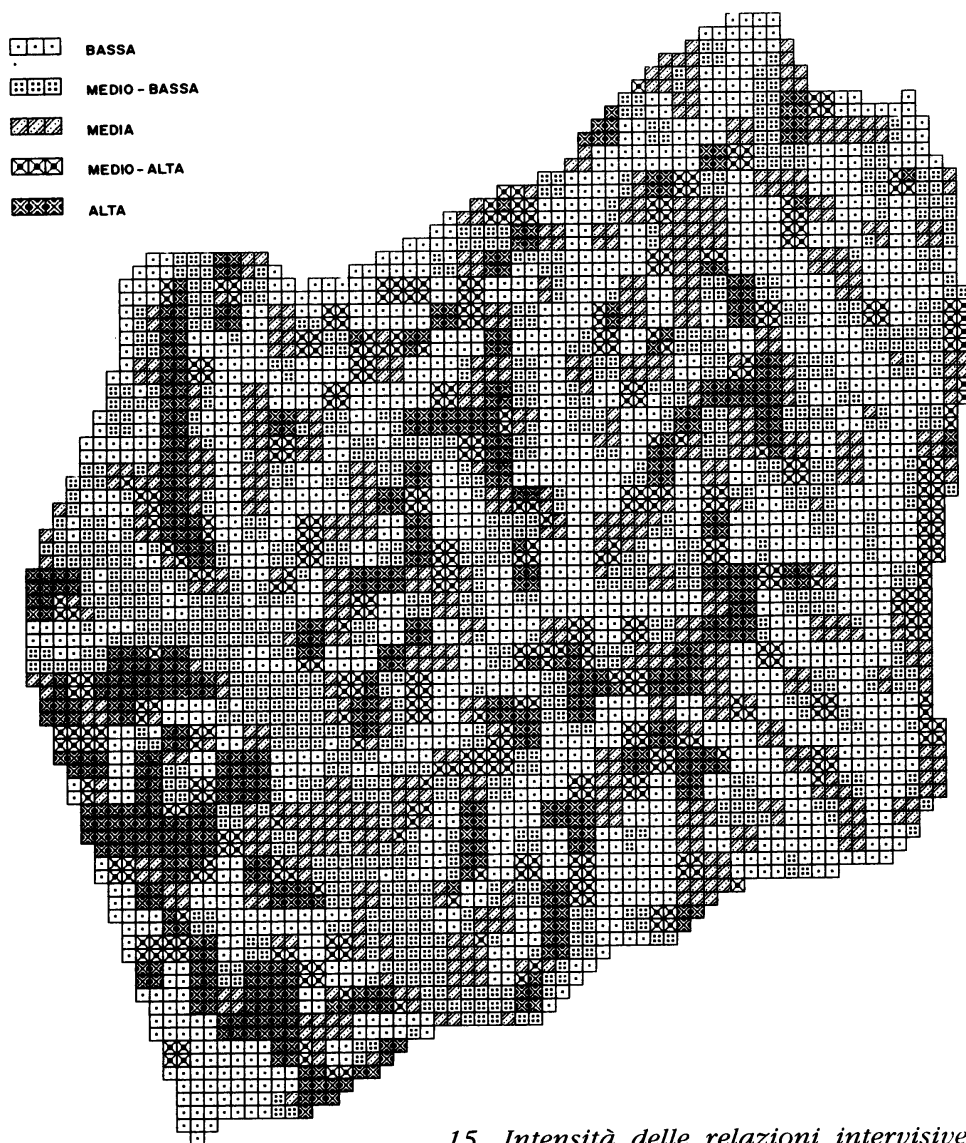 BASSA
MEDIO-BASSA
MEDIA
MEDIO-ALTA
ALTA
15. Intensità delle relazioni intervisive